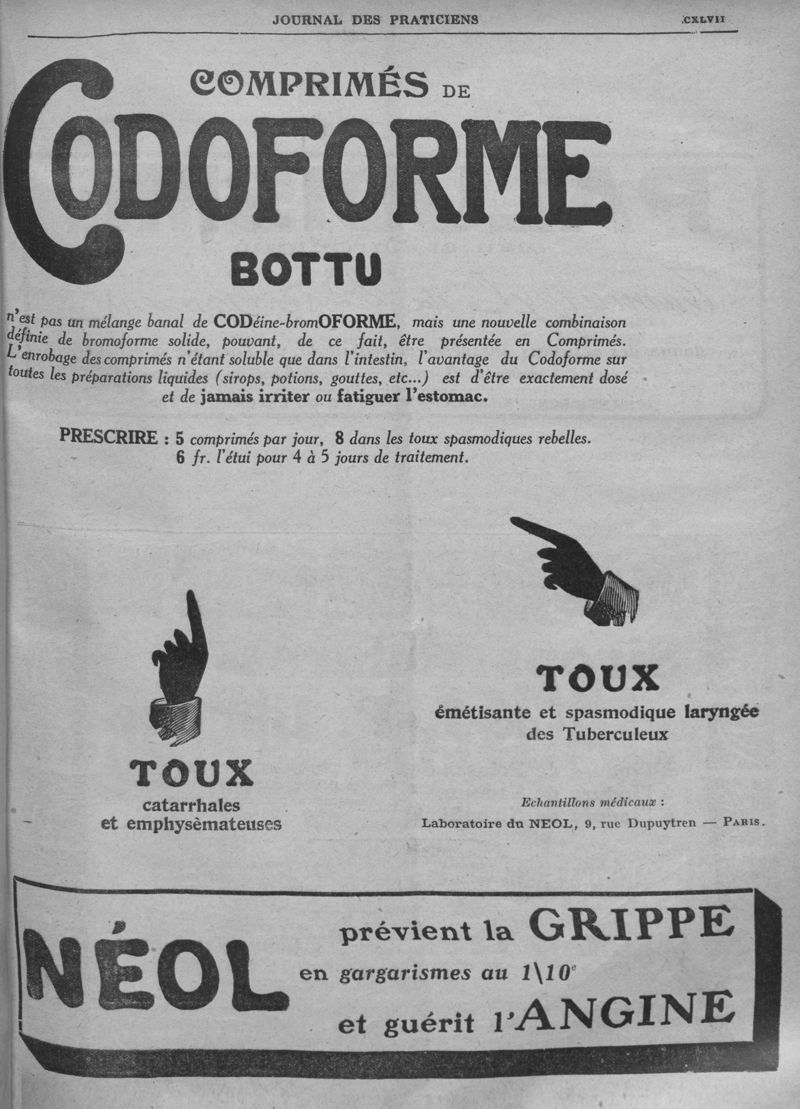 JOURNAL DES PRATICIENS
CXLVII
COMPRIMÉS DE
CODOFORME
BOTTU
n'est pas un mélange banal de CODéine-bromOFORME, mais une nouvelle combinaison
définie de bromoforme solide, pouvant, de ce fait, être présentée en Comprimés.
L'enrobage des comprimés n'étant soluble que dans l'intestin, l'avantage du Codoforme sur
toutes les préparations liquides (sirops, potions, gouttes, etc...) est d'être exactement dosé
et de jamais irriter ou fatiguer l'estomac.
PRESCRIRE : 5 comprimés par jour, 8 dans les toux spasmodiques rebelles.
6 fr. l'étui pour 4 à 5 jours de traitement.
TOUX
catarrhales
et emphysèmateuses
TOUX
émétisante et spasmodique laryngée
des Tuberculeux
Echantillons médicaux :
Laboratoire du NEOL, 9, rue Dupuytren — PARIS.
NÉOL
prévient la GRIPPE
en gargarismes au 1\10e
et guérit l'ANGINE